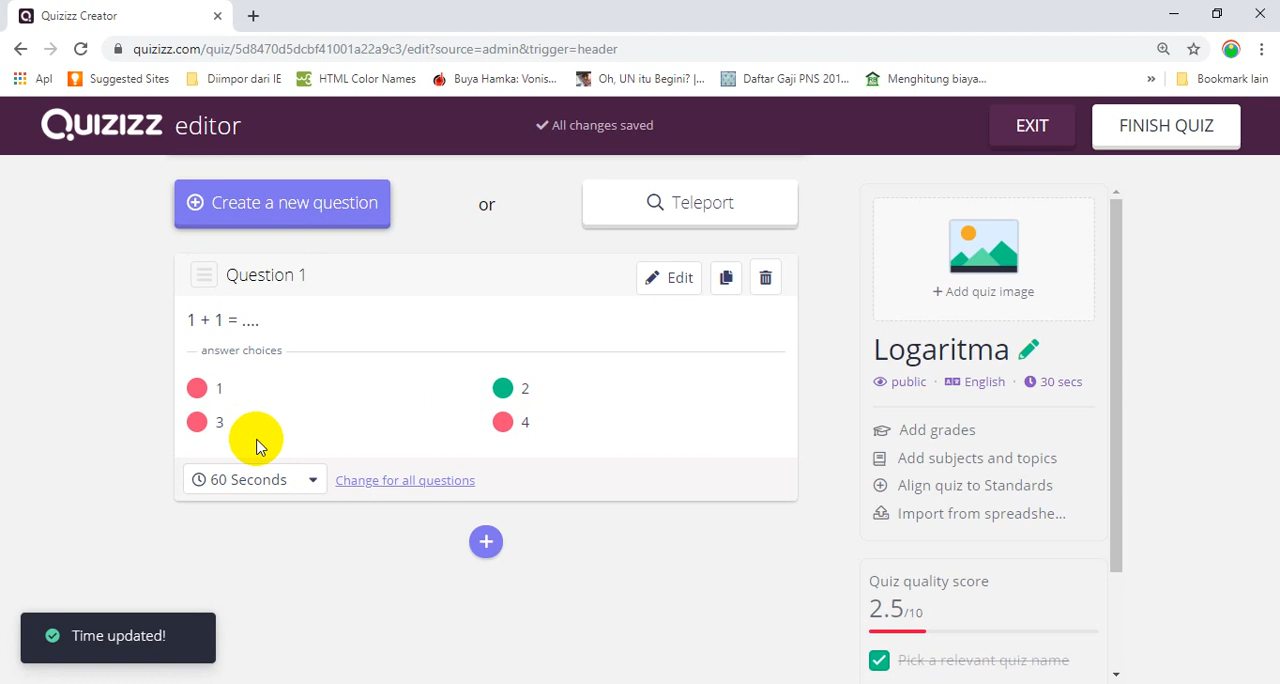 Quizizz Creator
quizizz.com/quiz/5d8470d5dcbf41001a22a9c3/edit?source=admin&trigger=header
Apl Suggested Sites Diimpor dari IE HTML Color Names Buya Hamka: Vonis... Oh, UN itu Begini? |... Daftar Gaji PNS 201... Menghitung biaya... » Bookmark lain
QUIZIZZ editor All changes saved EXIT FINISH QUIZ
Create a new question or Teleport
Question 1 Edit
1 + 1 = ....
answer choices
1 2
3 4
60 Seconds Change for all questions
Time updated!
+ Add quiz image
Logaritma
public · English · 30 secs
Add grades
Add subjects and topics
Align quiz to Standards
Import from spreadshe...
Quiz quality score
2.5/10
Pick a relevant quiz name